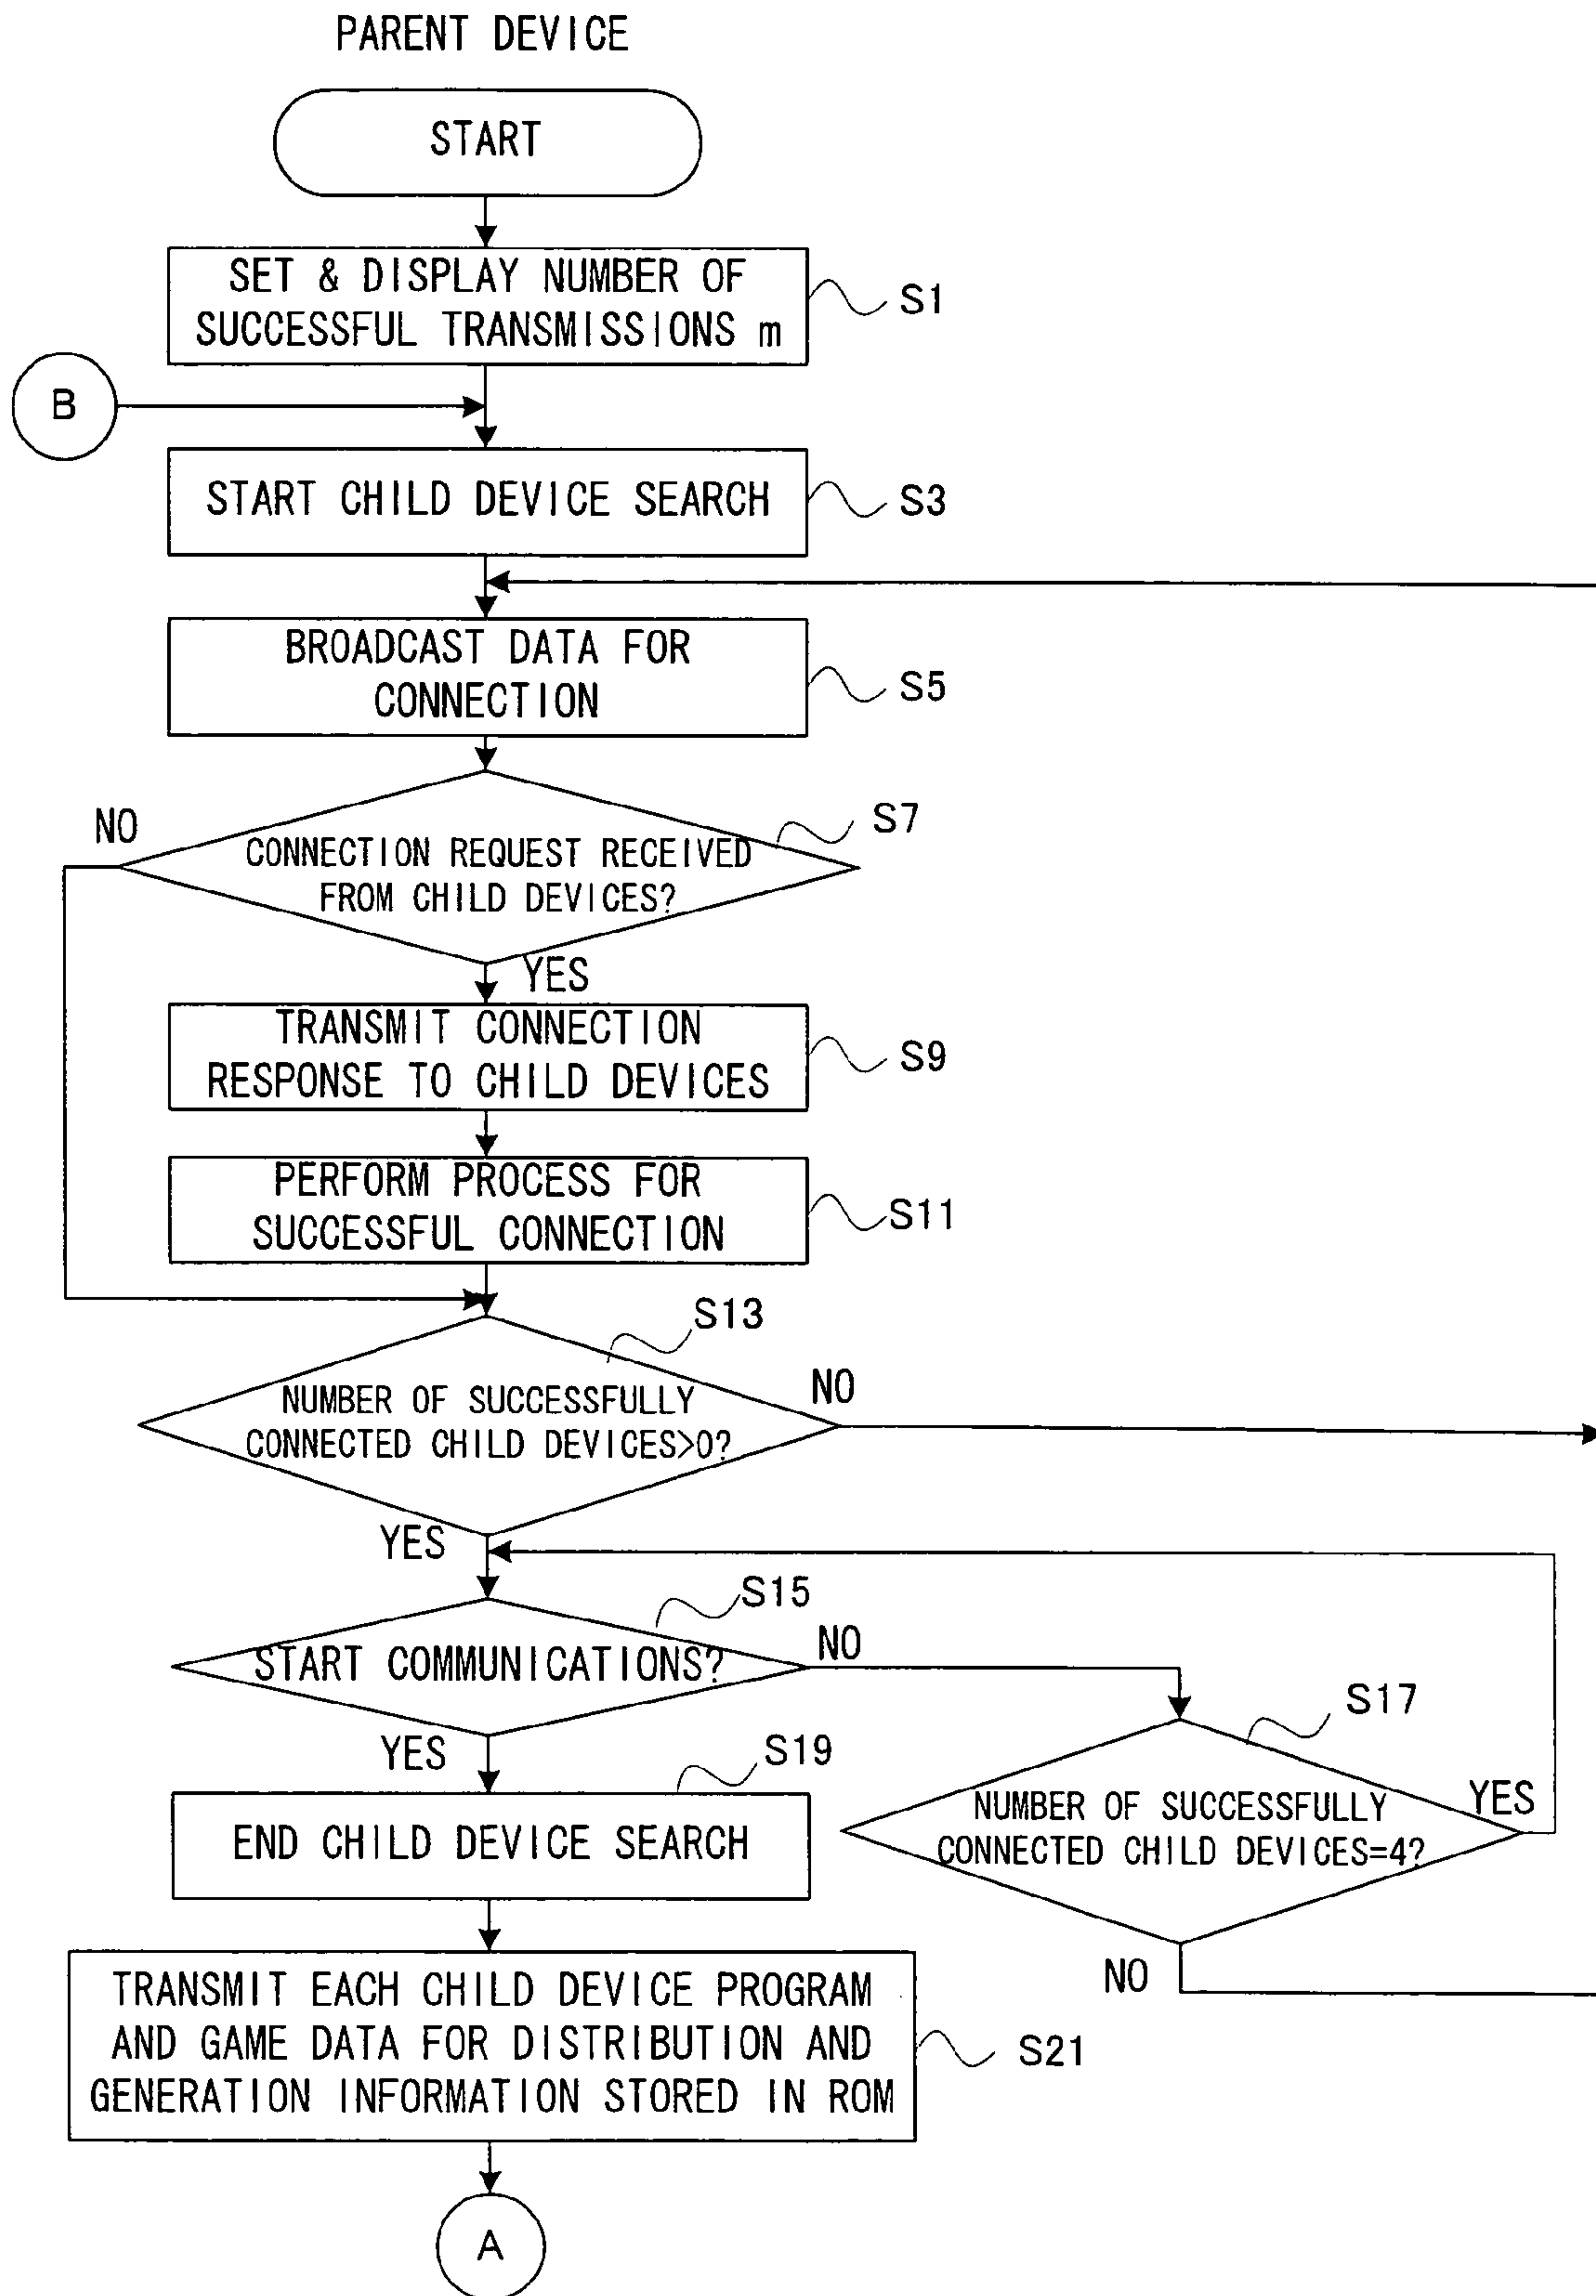 PARENT DEVICE
START
SET & DISPLAY NUMBER OF
SUCCESSFUL TRANSMISSIONS m
S1
B
START CHILD DEVICE SEARCH
S3
BROADCAST DATA FOR
CONNECTION
S5
NO
S7
CONNECTION REQUEST RECEIVED
FROM CHILD DEVICES?
YES
TRANSMIT CONNECTION
RESPONSE TO CHILD DEVICES
S9
PERFORM PROCESS FOR
SUCCESSFUL CONNECTION
S11
S13
NUMBER OF SUCCESSFULLY
CONNECTED CHILD DEVICES>0?
NO
YES
S15
START COMMUNICATIONS?
NO
S17
YES
S19
NUMBER OF SUCCESSFULLY
CONNECTED CHILD DEVICES=4?
YES
END CHILD DEVICE SEARCH
NO
TRANSMIT EACH CHILD DEVICE PROGRAM
AND GAME DATA FOR DISTRIBUTION AND
GENERATION INFORMATION STORED IN ROM
S21
A